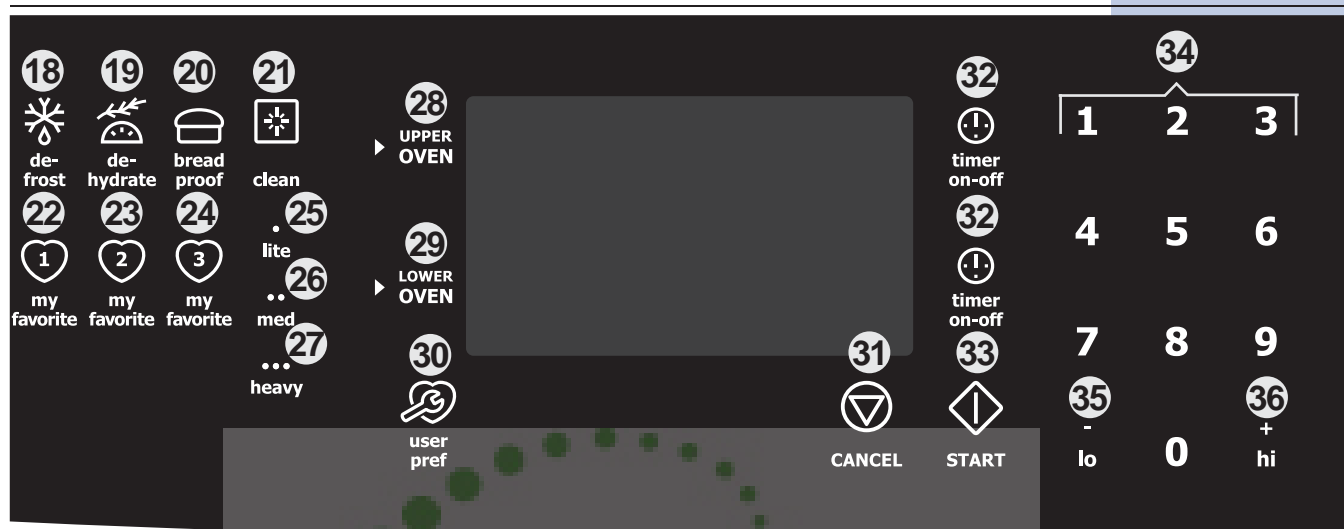 18 19 20 21
de-
frost
de-
hydrate
bread
proof
clean
22 23 24 25
lite
1 2 3
my
favorite
my
favorite
my
favorite
26
med
27
heavy
28
UPPER
OVEN
29
LOWER
OVEN
30
user
pref
31
CANCEL
32
timer
on-off
32
timer
on-off
33
START
34
1 2 3
4 5 6
7 8 9
35 36
- +
lo 0 hi